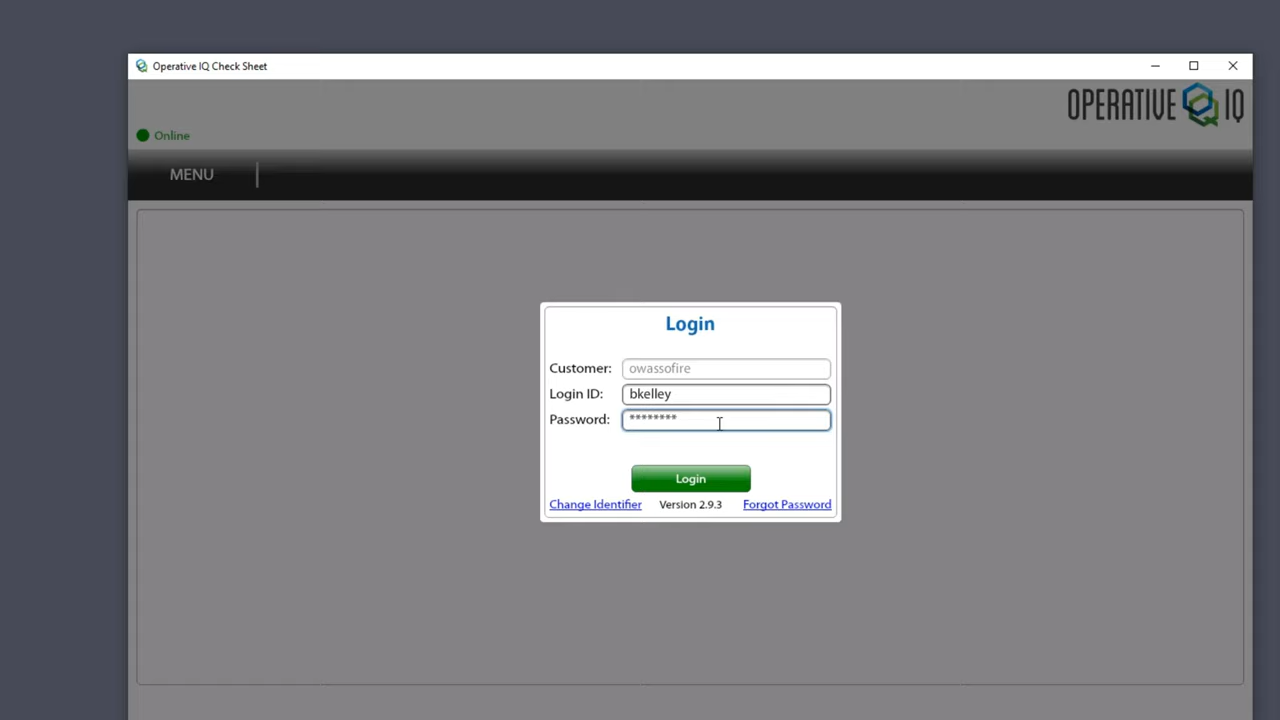 Operative IQ Check Sheet
OPERATIVE IQ
Online
MENU
Login
Customer: owassofire
Login ID: bkelley
Password: ********
Login
Change Identifier Version 2.9.3 Forgot Password